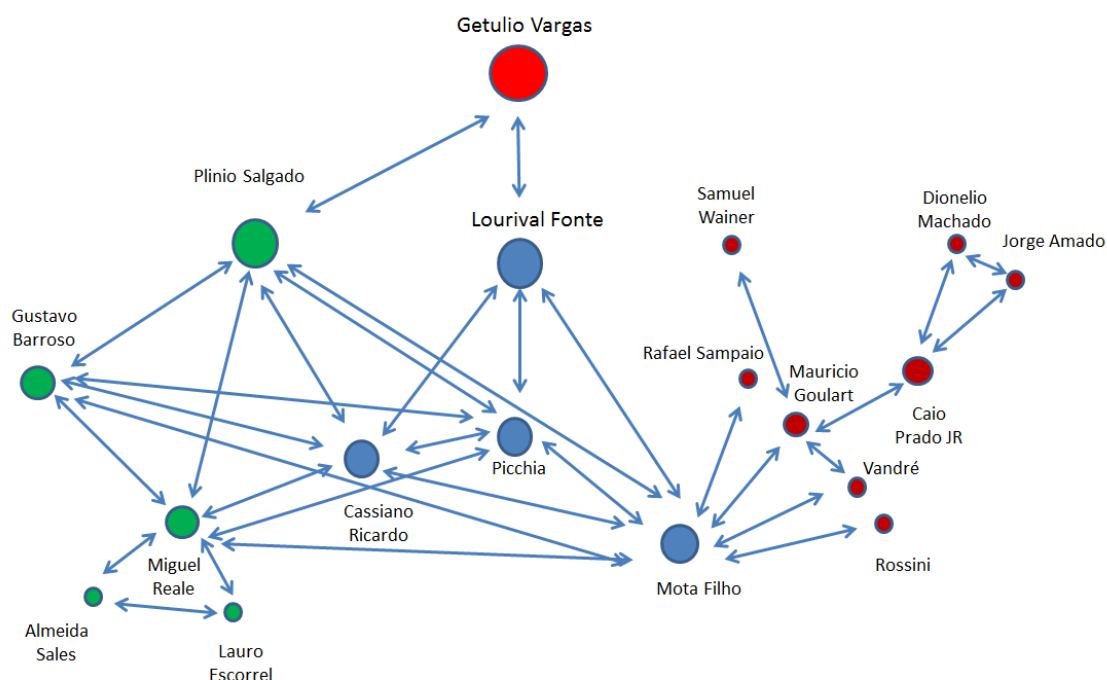 Getulio Vargas
Plinio Salgado
Samuel
Wainer
Dionelio
Machado
Lourival Fonte
Jorge Amado
Gustavo
Barroso
Rafael Sampaio
Mauricio
Goulart
Caio
Prado JR
Picchia
Vandré
Cassiano
Ricardo
Miguel
Reale
Mota Filho
Rossini
Almeida
Sales
Lauro
Escorrel